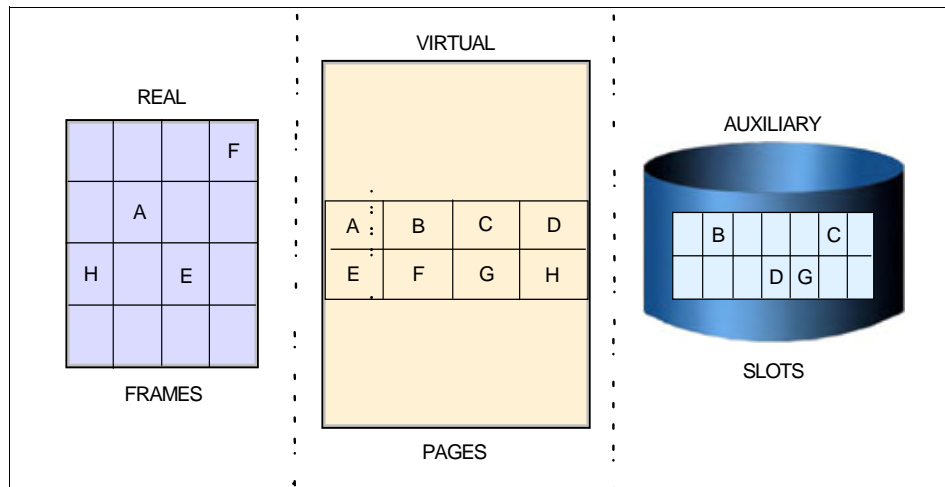 VIRTUAL
REAL
AUXILIARY
F
A
H E
A B C D
E F G H
B C
D G
FRAMES
PAGES
SLOTS